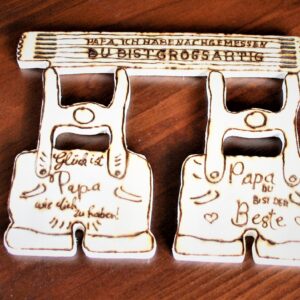 PAPA, ICH HABE NACHGEMESSEN
DU BIST GROSSARTIG
Glück ist
Papa
wie dich
zu haben!
Papa
DU
BIST DER
Beste